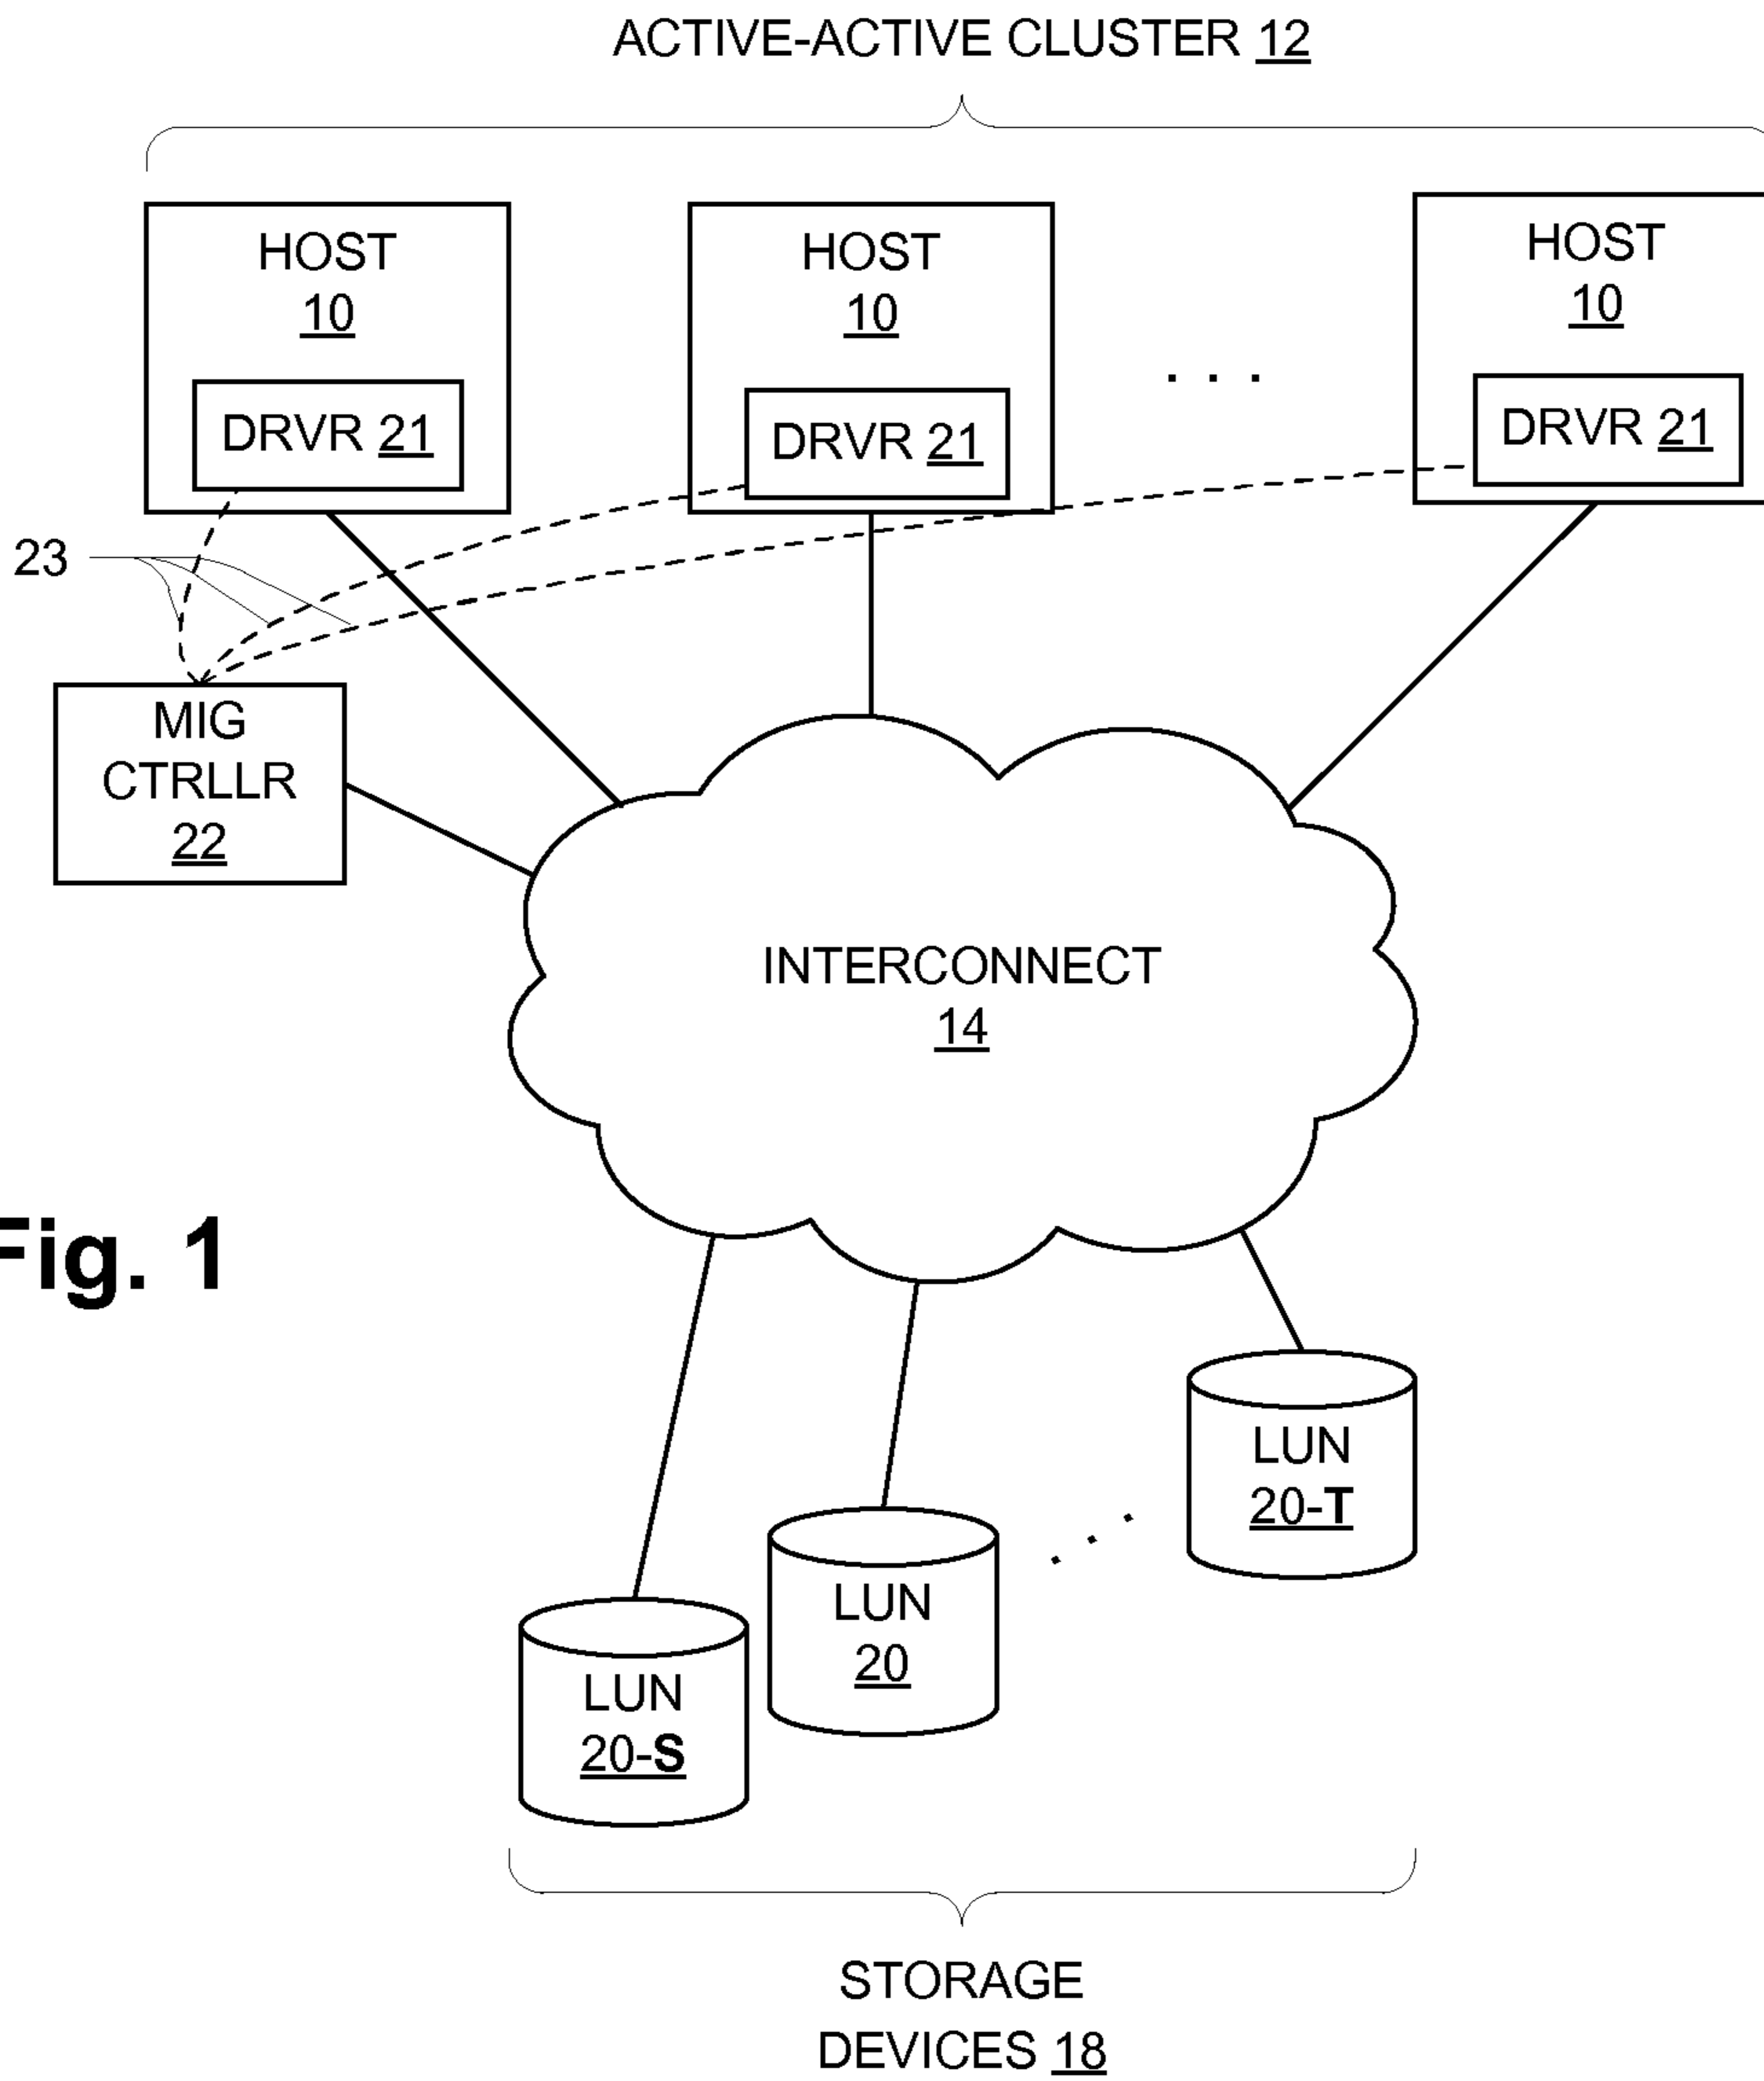 ACTIVE-ACTIVE CLUSTER 12
HOST
10
DRVR 21
HOST
10
DRVR 21
. . .
HOST
10
DRVR 21
23
MIG
CTRLLR
22
INTERCONNECT
14
Fig. 1
LUN
20-T
LUN
20
. . .
LUN
20-S
STORAGE
DEVICES 18